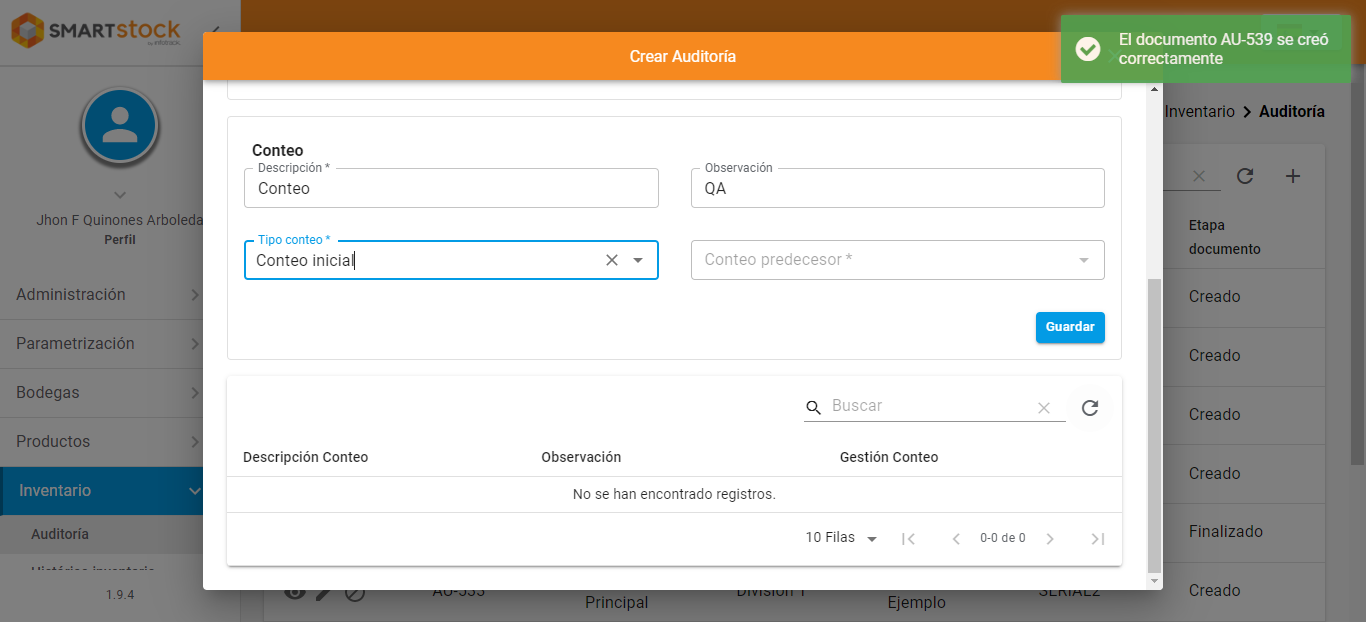 SMARTSTOCK
by infotrack
Crear Auditoría
El documento AU-539 se creó
correctamente
Inventario > Auditoría
Jhon F Quinones Arboleda
Perfil
Administración
Parametrización
Bodegas
Productos
Inventario
Auditoría
Histórico inventario
1.9.4
Conteo
Descripción *
Conteo
Observación
QA
Tipo conteo *
Conteo inicial
Conteo predecesor *
Guardar
Buscar
Descripción Conteo
Observación
Gestión Conteo
No se han encontrado registros.
10 Filas
0-0 de 0
Etapa
documento
Creado
Creado
Creado
Creado
Finalizado
AU-533
Principal
División 1
Ejemplo
SERIAL2
Creado